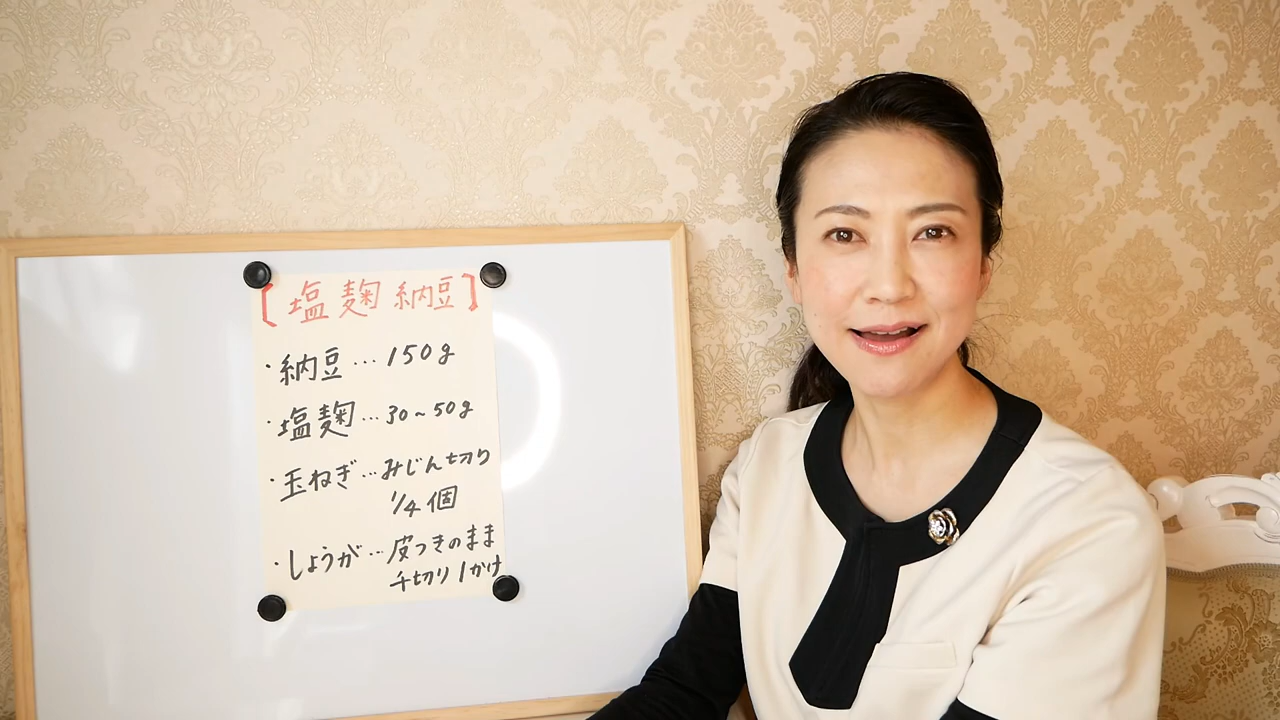 【塩麹納豆】
・納豆…150g
・塩麹…30~50g
・玉ねぎ…みじん切り
1/4個
・しょうが…皮つきのまま
千切り1かけ